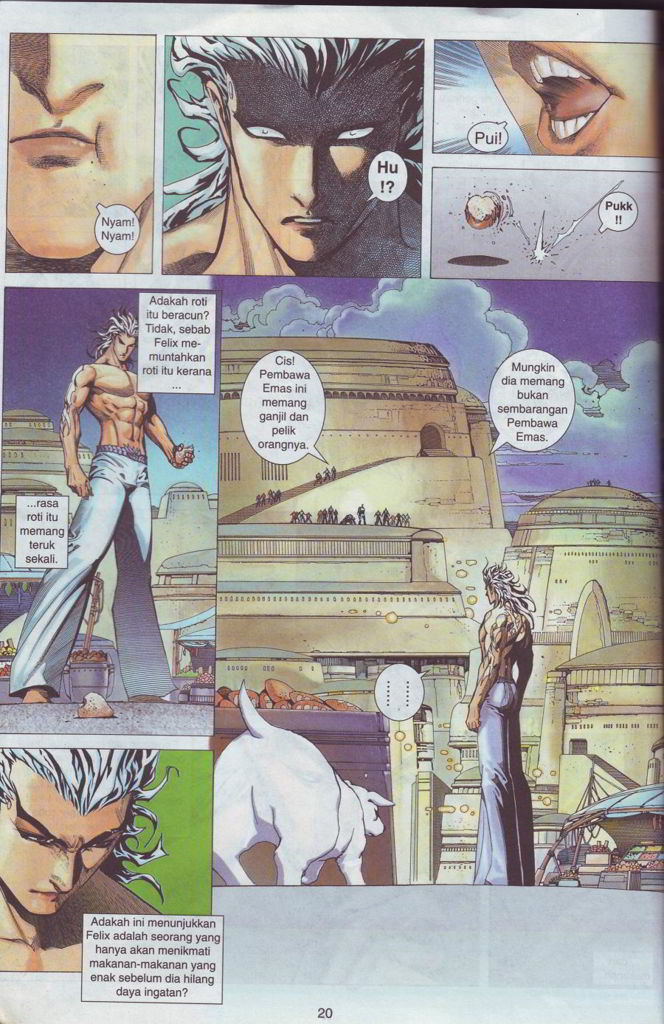 Nyam!
Nyam!
Hu
!?
Pui!
Pukk
!!
Adakah roti
itu beracun?
Tidak, sebab
Felix me-
muntahkan
roti itu kerana
...
...rasa
roti itu
memang
teruk
sekali.
Cis!
Pembawa
Emas ini
memang
ganjil dan
pelik
orangnya.
Mungkin
dia memang
bukan
sembarangan
Pembawa
Emas.
......
Adakah ini menunjukkan
Felix adalah seorang yang
hanya akan menikmati
makanan-makanan yang
enak sebelum dia hilang
daya ingatan?
20